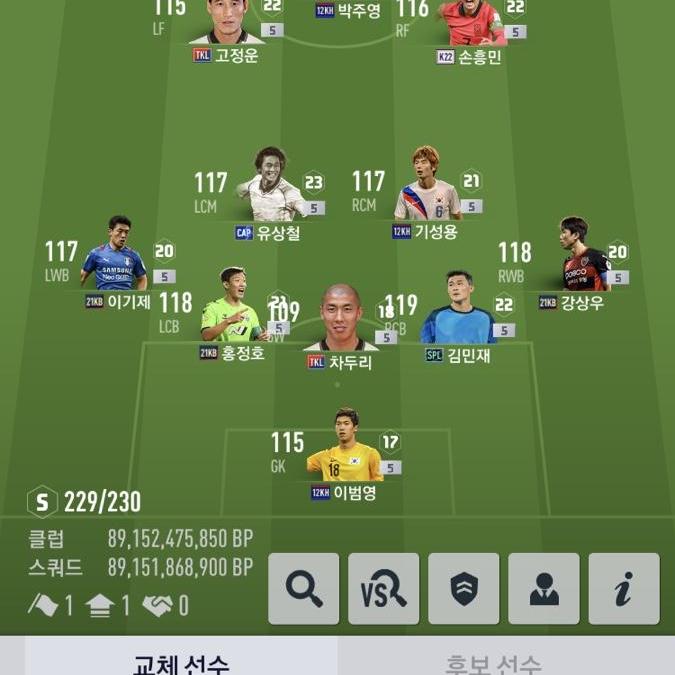 115 22 12KH 박주영 116 22
LF 5 RF 5
TKL 고정운 K22 손흥민
117 23 117 21
LCM 5 RCM 5
CAP 유상철 12KH 기성용
117 20 118 20
LWB 5 RWB 5
21KB 이기제 21KB 강상우
118 21 109 18 119 22
LCB 5 SW 5 RCB 5
21KB 홍정호 TKL 차두리 SPL 김민재
115 17
GK 5
12KH 이범영
S 229/230
클럽 89,152,475,850 BP
스쿼드 89,151,868,900 BP
1 1 0
VS i
교체 선수 후보 선수